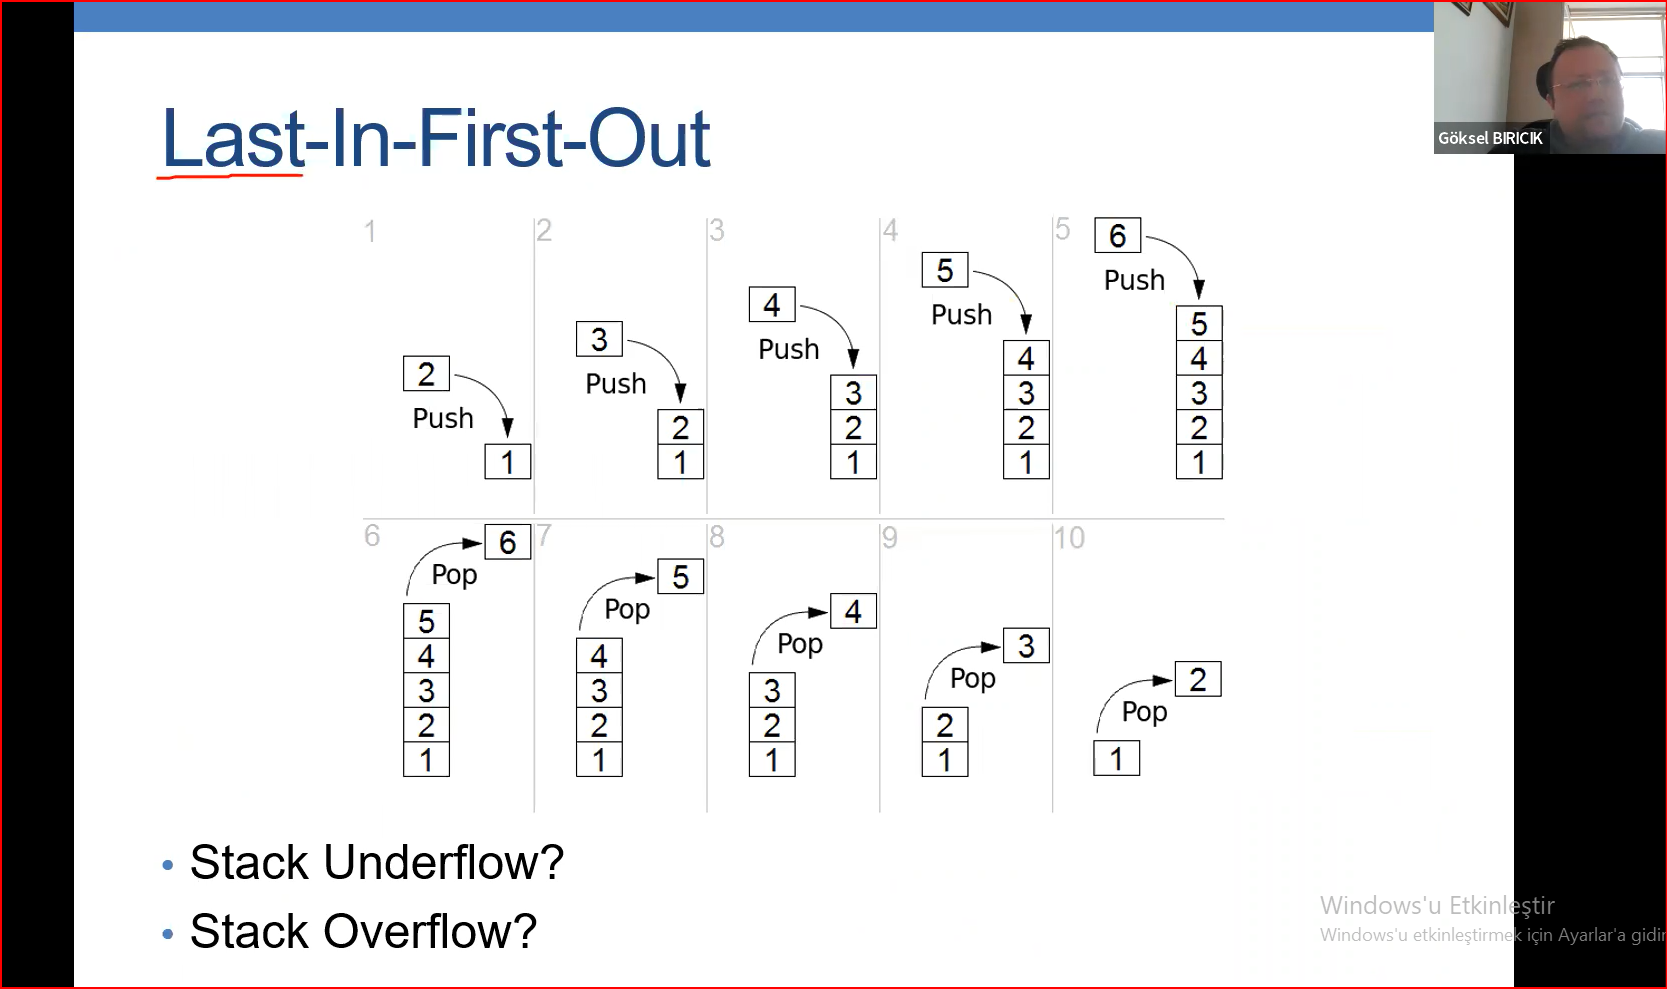 Göksel BIRICIK
Last-In-First-Out
1 2 3 4 5
2 Push 1
3 Push 2 1
4 Push 3 2 1
5 Push 4 3 2 1
6 Push 5 4 3 2 1
6 7 8 9 10
6 Pop 5 4 3 2 1
5 Pop 4 3 2 1
4 Pop 3 2 1
3 Pop 2 1
2 Pop 1
• Stack Underflow?
• Stack Overflow?
Windows'u Etkinleştir
Windows'u etkinleştirmek için Ayarlar'a gidin